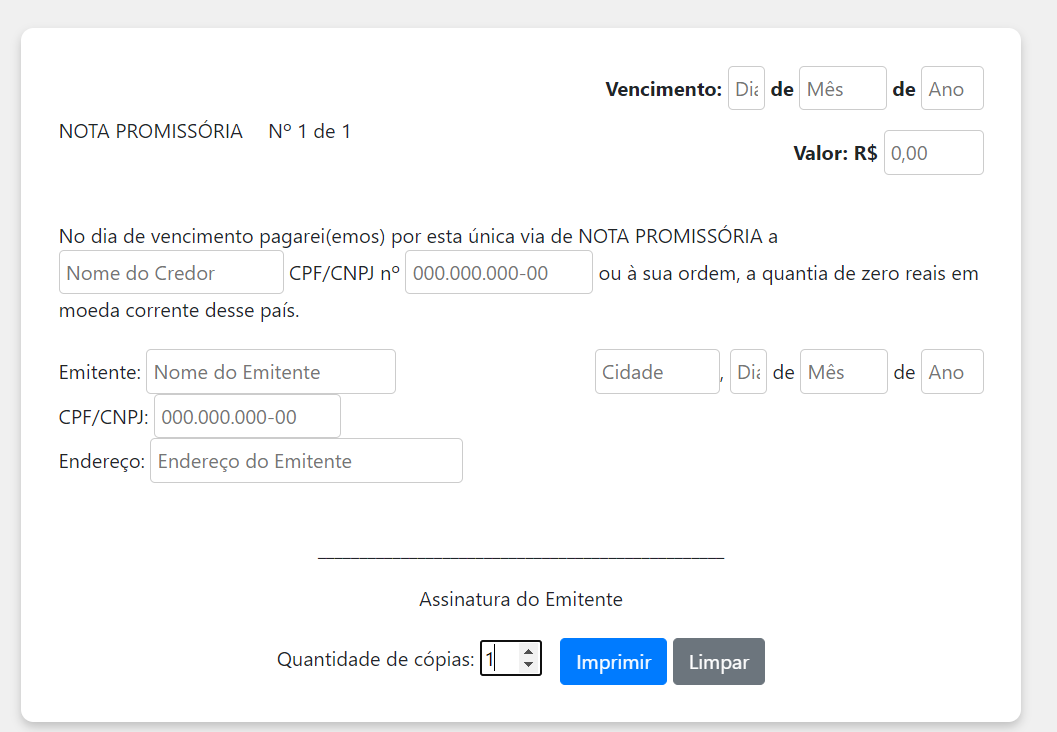 Vencimento: Dia de Mês de Ano
NOTA PROMISSÓRIA Nº 1 de 1
Valor: R$ 0,00
No dia de vencimento pagarei(emos) por esta única via de NOTA PROMISSÓRIA a
Nome do Credor CPF/CNPJ nº 000.000.000-00 ou à sua ordem, a quantia de zero reais em
moeda corrente desse país.
Emitente: Nome do Emitente Cidade, Dia de Mês de Ano
CPF/CNPJ: 000.000.000-00
Endereço: Endereço do Emitente
Assinatura do Emitente
Quantidade de cópias: 1 Imprimir Limpar